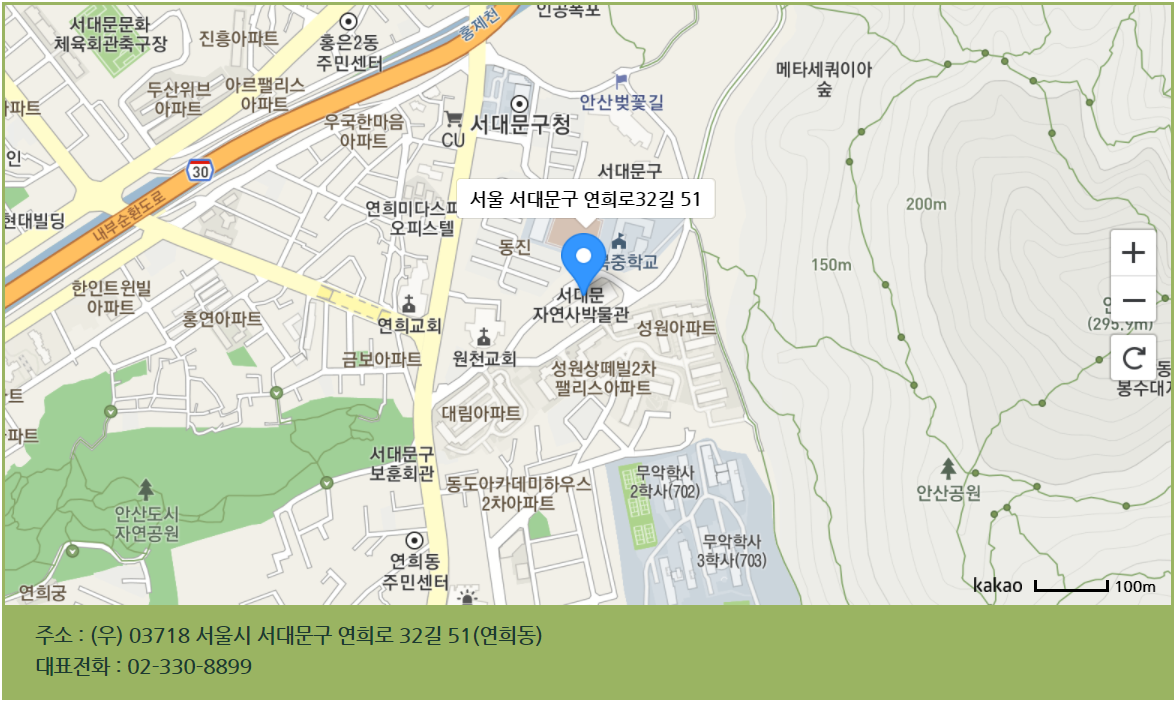 인공폭포
서대문문화
체육회관축구장
진흥아파트
홍은2동
주민센터
홍제천
메타세쿼이아
숲
두산위브
아파트
아르팰리스
아파트
안산벚꽃길
아파트
우국한마음
아파트
CU
서대문구청
인
30
서대문구
서울 서대문구 연희로32길 51
200m
현대빌딩
내부순환도로
연희미다스피
오피스텔
동진
북중학교
150m
한인트윈빌
아파트
홍연아파트
서대문
자연사박물관
연희교회
성원아파트
(295.9m)
금보아파트
원천교회
성원상떼빌2차
팰리스아파트
동
봉수대
트
대림아파트
파트
서대문구
보훈회관
무악학사
2학사(702)
동도아카데미하우스
2차아파트
안산공원
안산도시
자연공원
무악학사
3학사(703)
연희동
주민센터
연희궁
kakao
100m
주소 : (우) 03718 서울시 서대문구 연희로 32길 51(연희동)
대표전화 : 02-330-8899